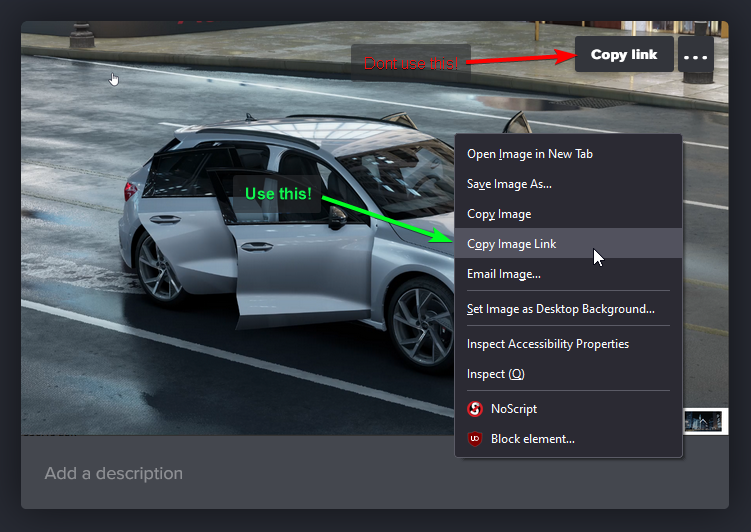 Copy link
...
Dont use this!
Open Image in New Tab
Save Image As...
Copy Image
Use this!
Copy Image Link
Email Image...
Set Image as Desktop Background...
Inspect Accessibility Properties
Inspect (Q)
NoScript
Block element...
Add a description